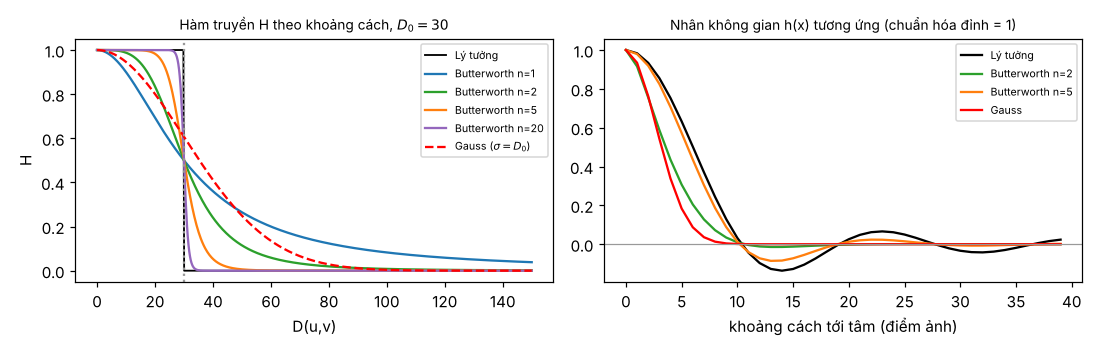 Hàm truyền H theo khoảng cách, D₀ = 30
H
1.0
0.8
0.6
0.4
0.2
0.0
Lý tưởng
Butterworth n=1
Butterworth n=2
Butterworth n=5
Butterworth n=20
Gauss (σ = D₀)
0 20 40 60 80 100 120 140
D(u,v)
Nhân không gian h(x) tương ứng (chuẩn hóa đỉnh = 1)
1.0
0.8
0.6
0.4
0.2
0.0
Lý tưởng
Butterworth n=2
Butterworth n=5
Gauss
0 5 10 15 20 25 30 35 40
khoảng cách tới tâm (điểm ảnh)